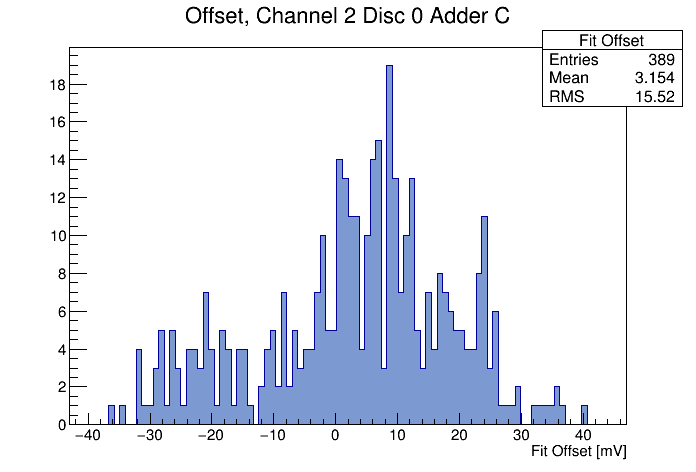 Offset, Channel 2 Disc 0 Adder C
Fit Offset
Entries 389
Mean 3.154
RMS 15.52
18
16
14
12
10
8
6
4
2
0
−40 −30 −20 −10 0 10 20 30 40
Fit Offset [mV]